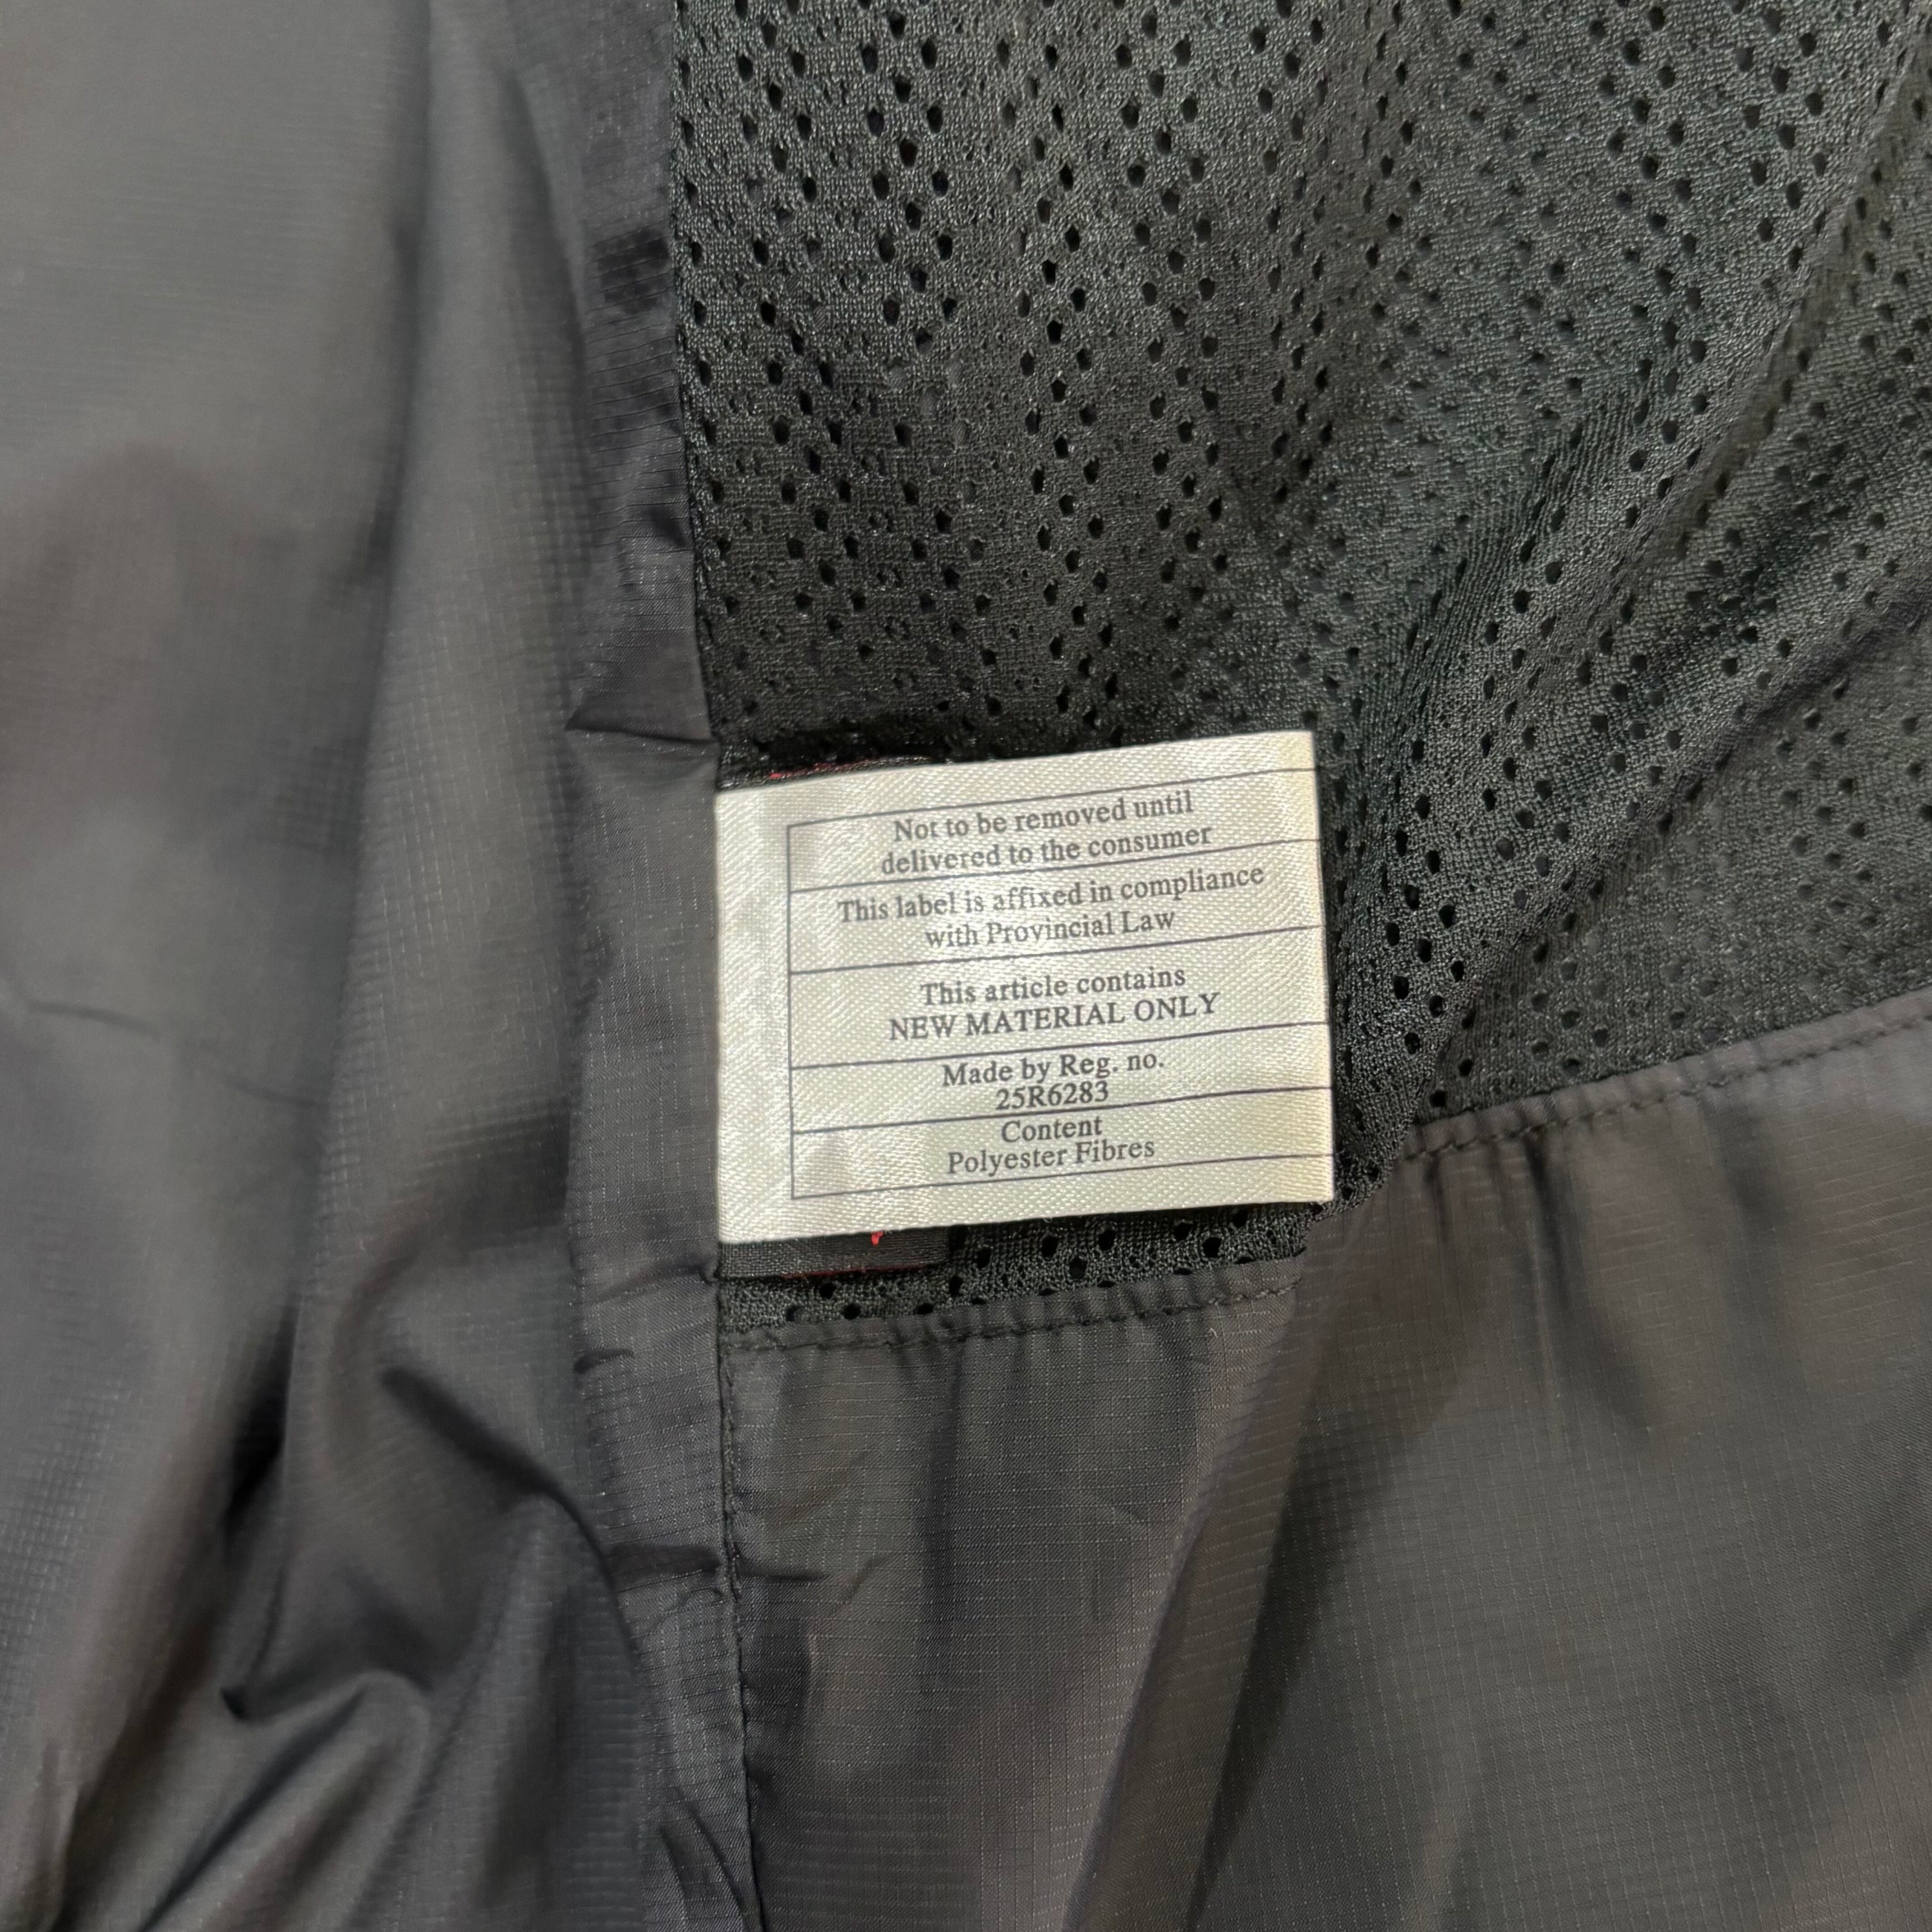 Not to be removed until
delivered to the consumer
This label is affixed in compliance
with Provincial Law
This article contains
NEW MATERIAL ONLY
Made by Reg. no.
25R6283
Content
Polyester Fibres